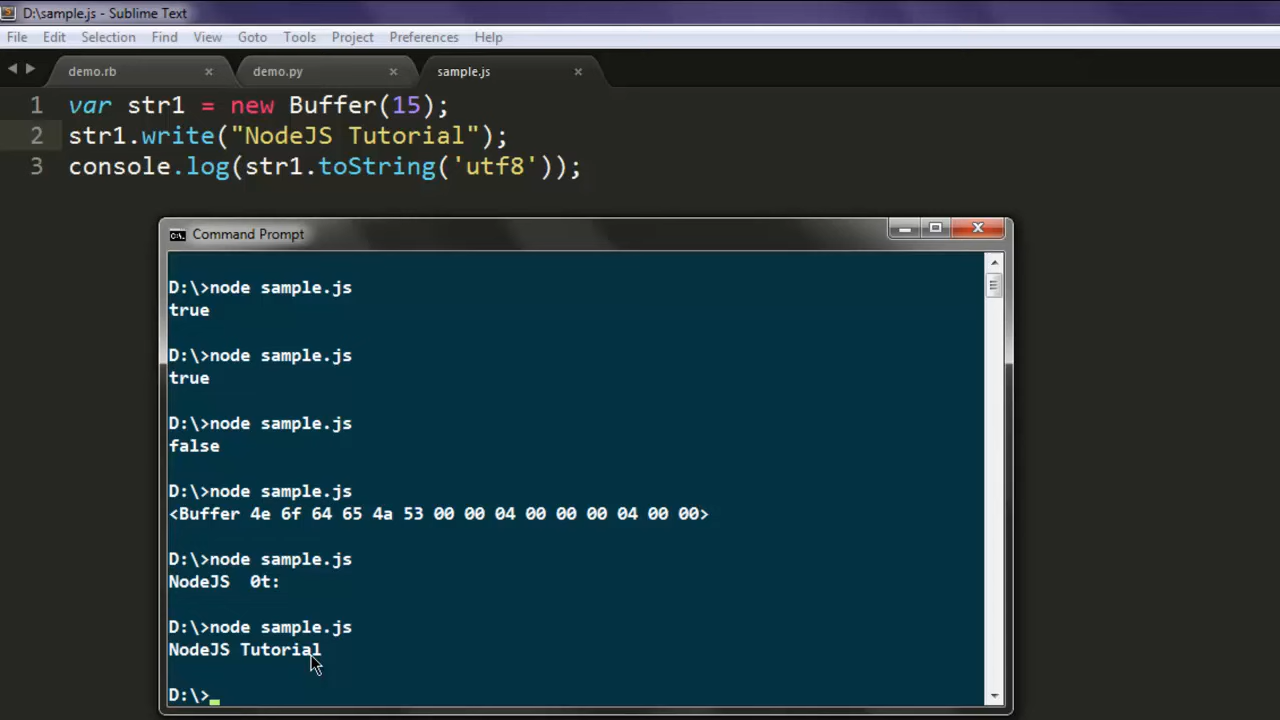 D:\sample.js - Sublime Text
File Edit Selection Find View Goto Tools Project Preferences Help
demo.rb demo.py sample.js
1 var str1 = new Buffer(15);
2 str1.write("NodeJS Tutorial");
3 console.log(str1.toString('utf8'));
Command Prompt
D:\>node sample.js
true
D:\>node sample.js
true
D:\>node sample.js
false
D:\>node sample.js
<Buffer 4e 6f 64 65 4a 53 00 00 04 00 00 00 04 00 00>
D:\>node sample.js
NodeJS 0t:
D:\>node sample.js
NodeJS Tutorial
D:\>